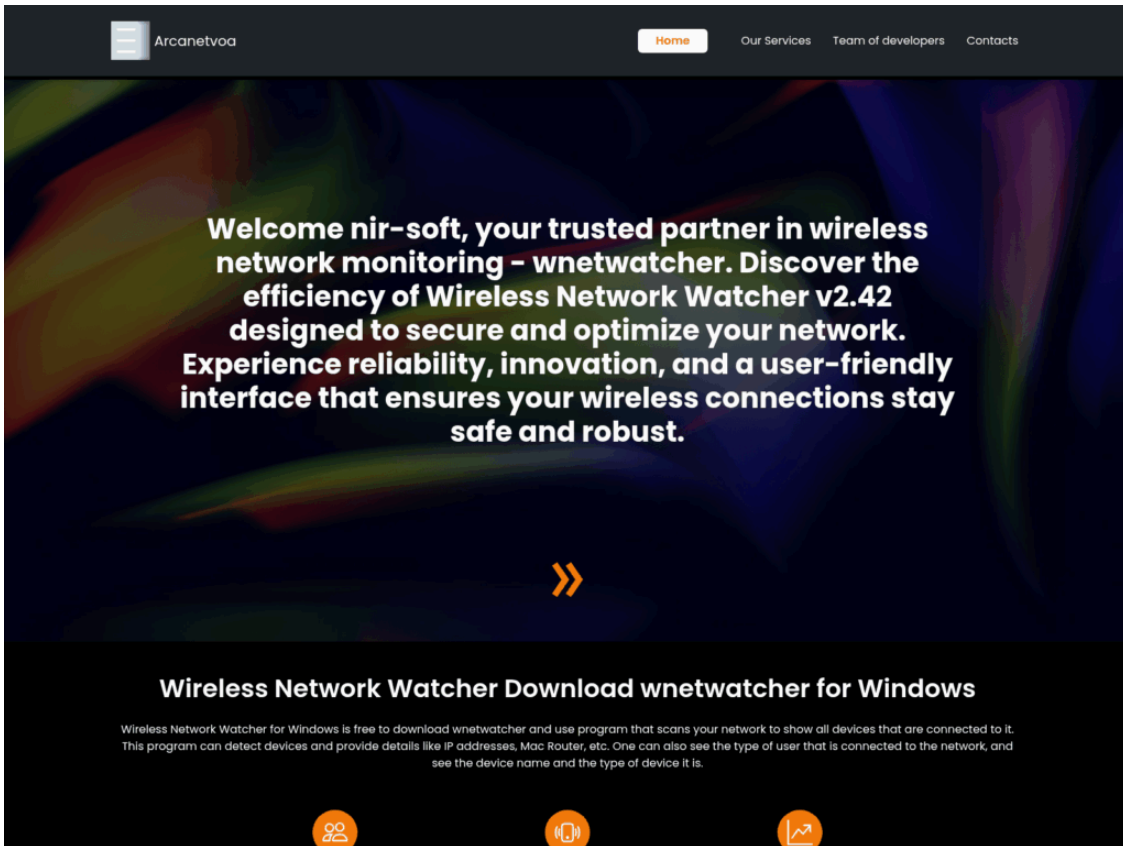 Arcanetvoa
Home
Our Services
Team of developers
Contacts
Welcome nir-soft, your trusted partner in wireless
network monitoring - wnetwatcher. Discover the
efficiency of Wireless Network Watcher v2.42
designed to secure and optimize your network.
Experience reliability, innovation, and a user-friendly
interface that ensures your wireless connections stay
safe and robust.
Wireless Network Watcher Download wnetwatcher for Windows
Wireless Network Watcher for Windows is free to download wnetwatcher and use program that scans your network to show all devices that are connected to it.
This program can detect devices and provide details like IP addresses, Mac Router, etc. One can also see the type of user that is connected to the network, and
see the device name and the type of device it is.